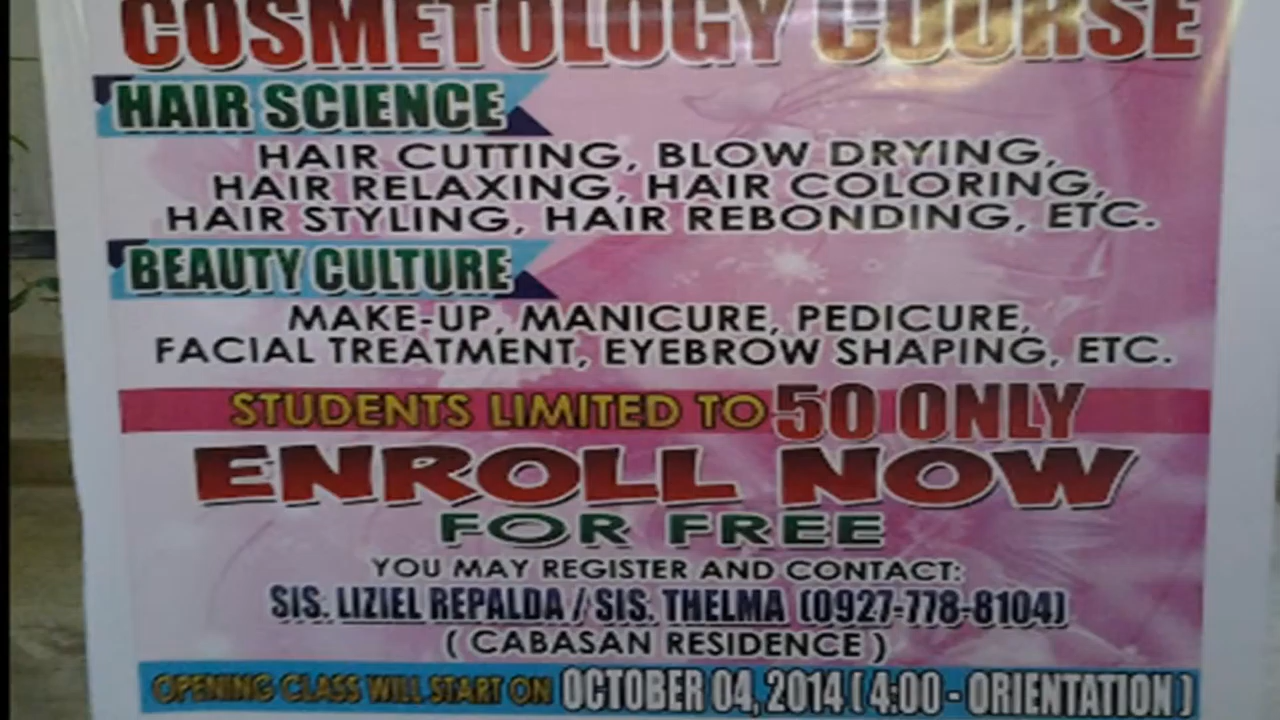 COSMETOLOGY COURSE
HAIR SCIENCE
HAIR CUTTING, BLOW DRYING,
HAIR RELAXING, HAIR COLORING,
HAIR STYLING, HAIR REBONDING, ETC.
BEAUTY CULTURE
MAKE-UP, MANICURE, PEDICURE,
FACIAL TREATMENT, EYEBROW SHAPING, ETC.
STUDENTS LIMITED TO 50 ONLY
ENROLL NOW
FOR FREE
YOU MAY REGISTER AND CONTACT:
SIS. LIZIEL REPALDA / SIS. THELMA (0927-778-8104)
( CABASAN RESIDENCE )
OPENING CLASS WILL START ON OCTOBER 04, 2014 ( 4:00 - ORIENTATION )